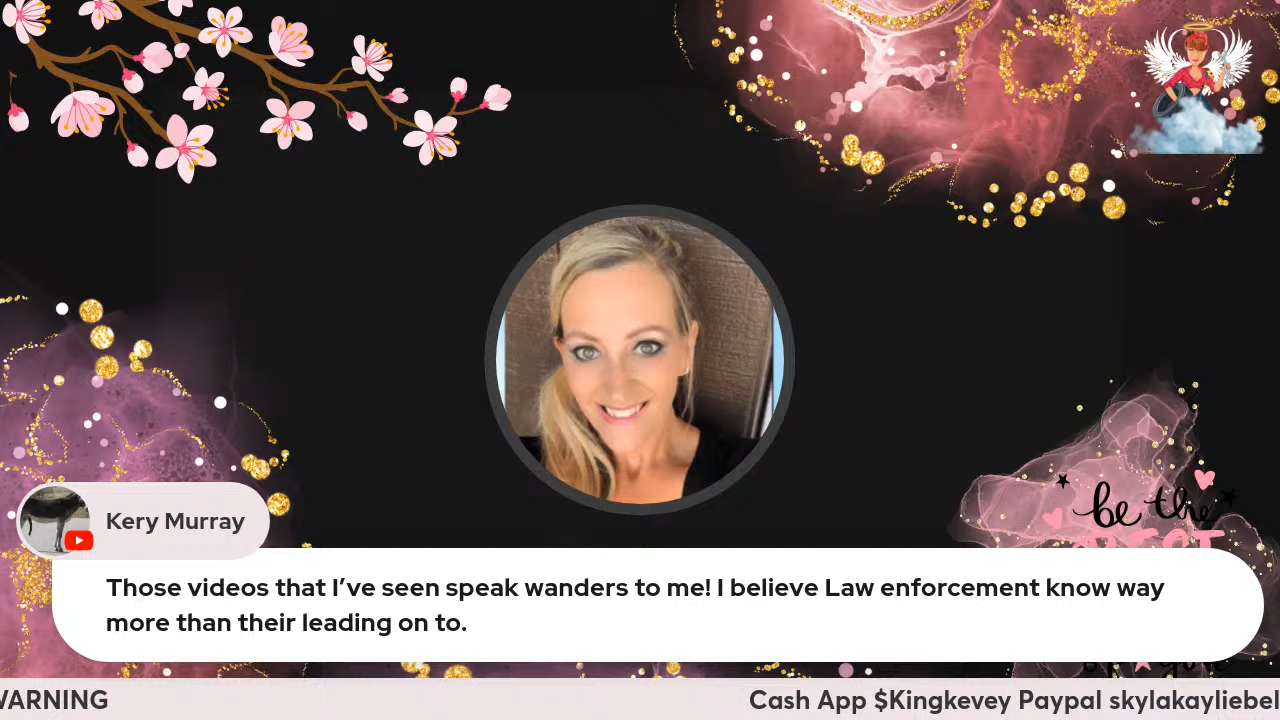 be the
Kery Murray
Those videos that I've seen speak wanders to me! I believe Law enforcement know way
more than their leading on to.
WARNING
Cash App $Kingkevey Paypal skylakayliebel